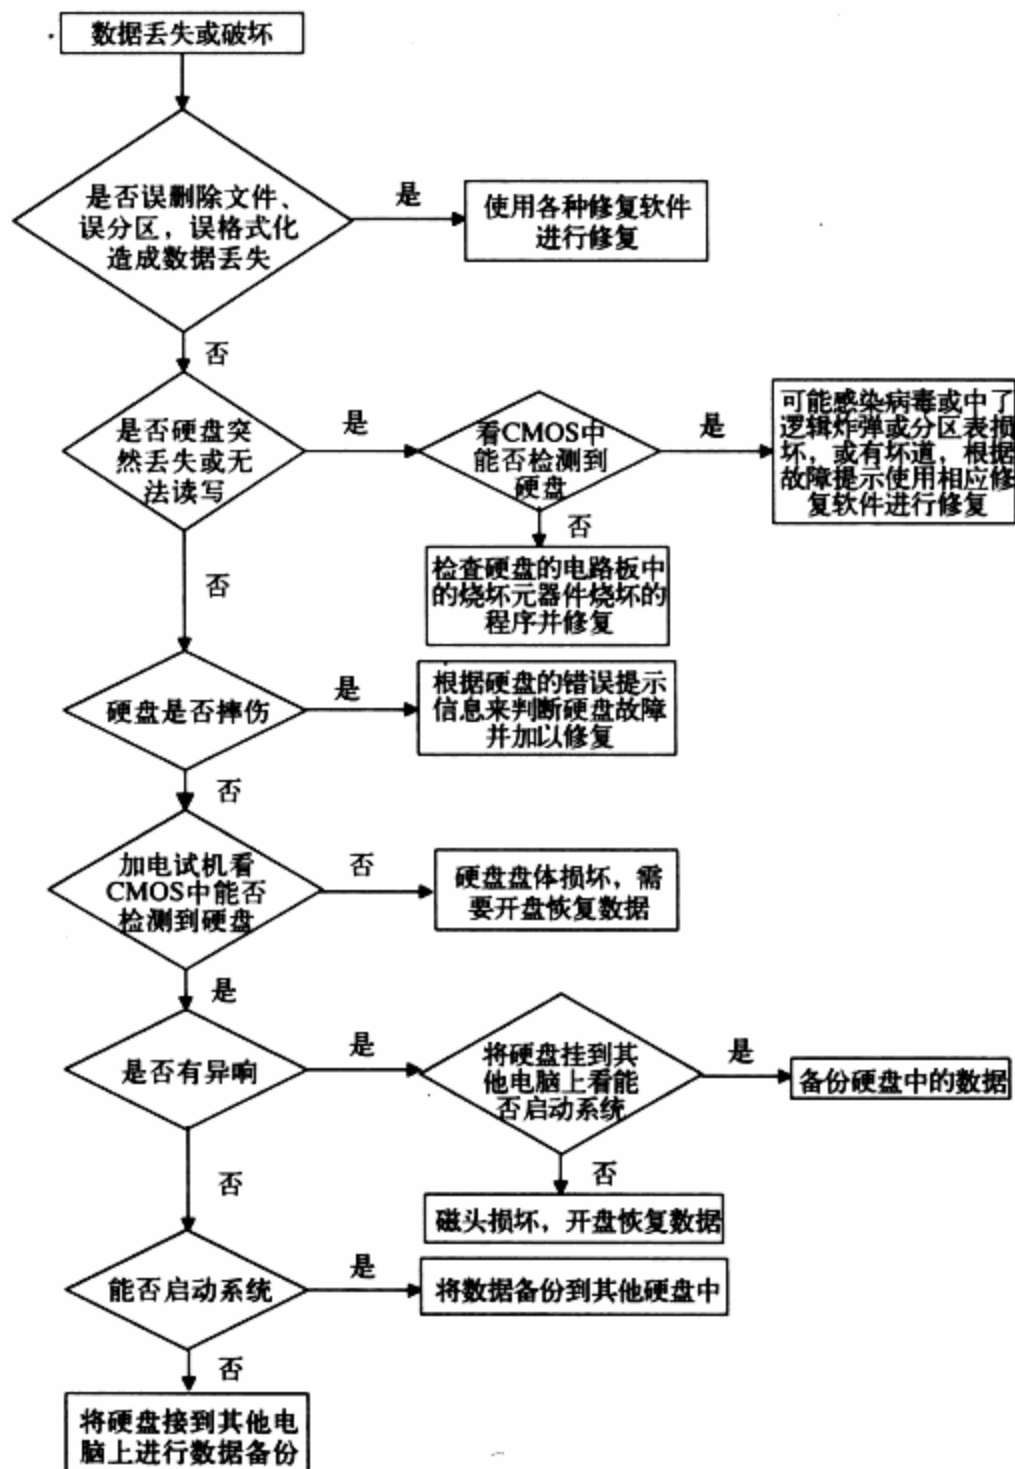 数据丢失或破坏
是否误删除文件、
误分区，误格式化
造成数据丢失
是
使用各种修复软件
进行修复
否
是否硬盘突
然丢失或无
法读写
是
看CMOS中
能否检测到
硬盘
是
可能感染病毒或中了
逻辑炸弹或分区表损
坏，或有坏道，根据
故障提示使用相应修
复软件进行修复
否
检查硬盘的电路板中
的烧坏元器件烧坏的
程序并修复
否
硬盘是否摔伤
是
根据硬盘的错误提示
信息来判断硬盘故障
并加以修复
否
加电试机看
CMOS中能否
检测到硬盘
否
硬盘盘体损坏，需
要开盘恢复数据
是
是否有异响
是
将硬盘挂到其
他电脑上看能
否启动系统
是
备份硬盘中的数据
否
磁头损坏，开盘恢复数据
否
能否启动系统
是
将数据备份到其他硬盘中
否
将硬盘接到其他电
脑上进行数据备份